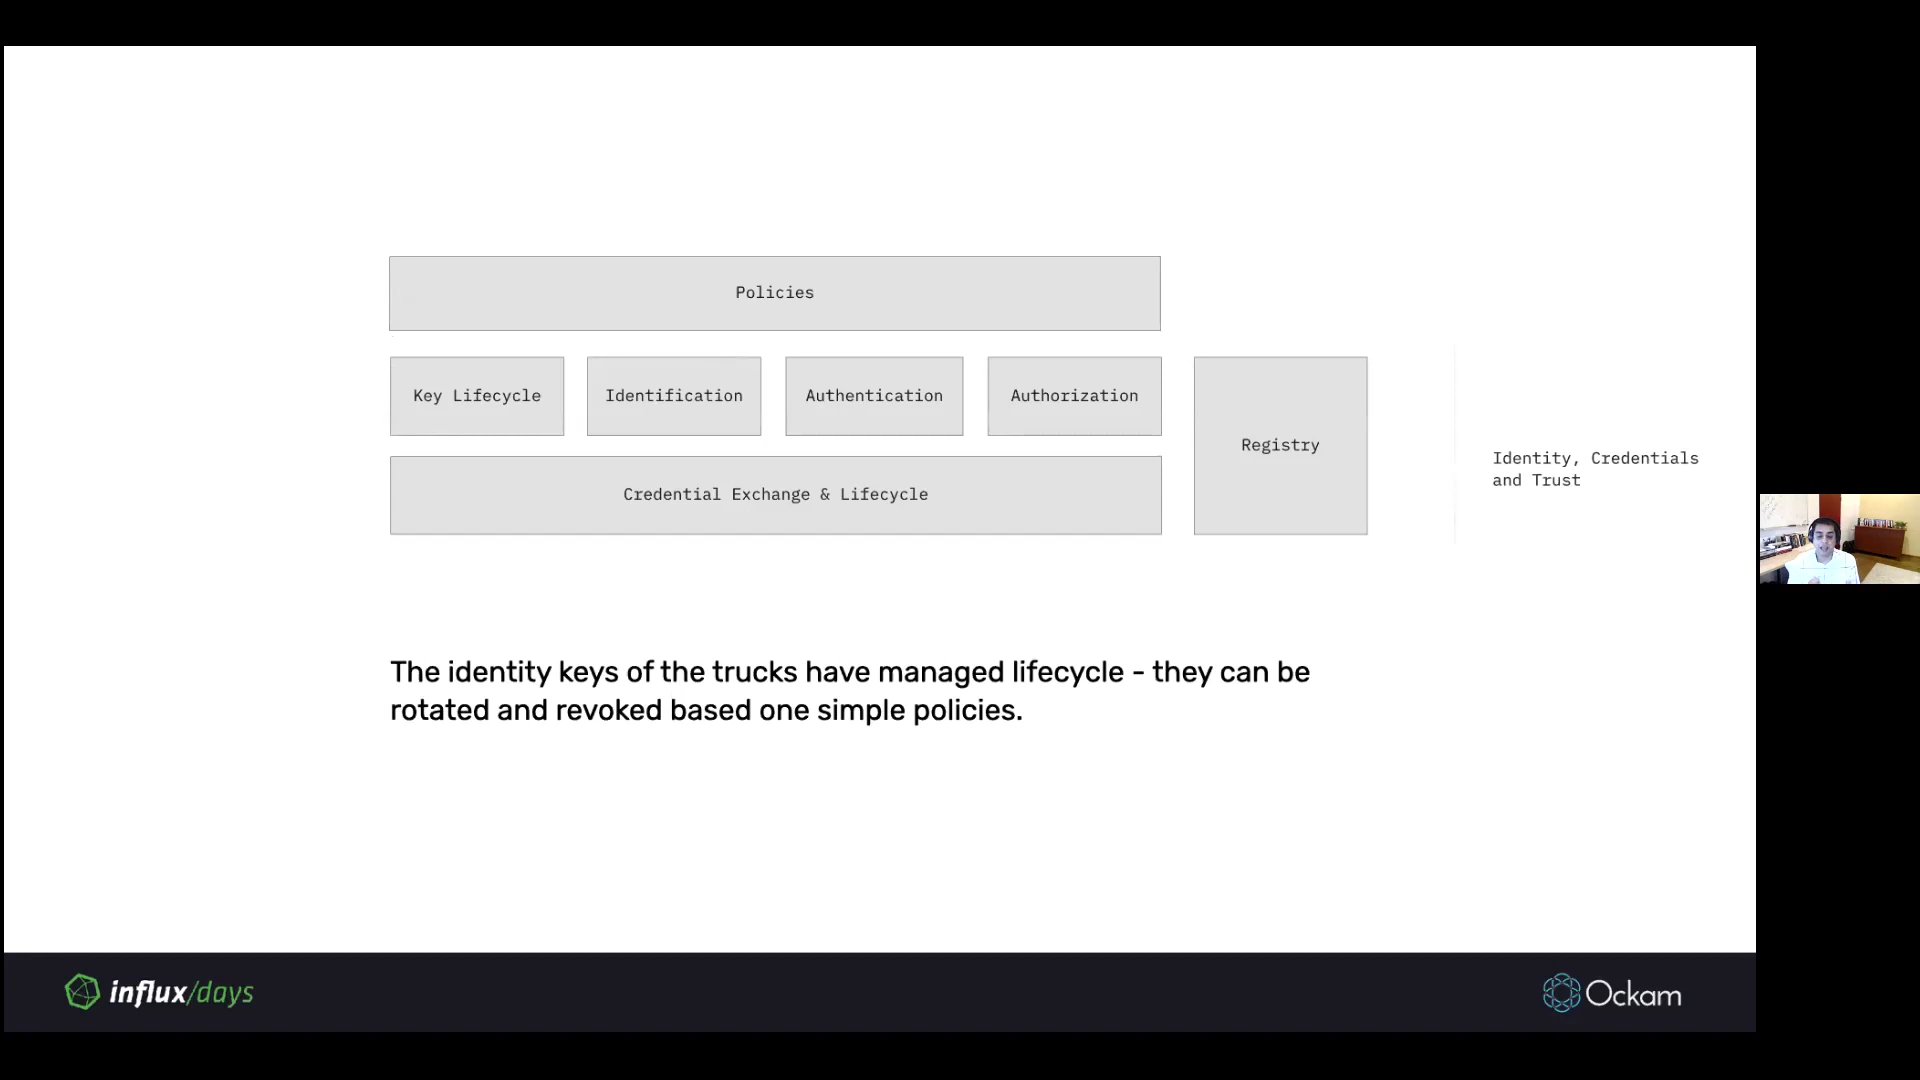 Policies
Key Lifecycle
Identification
Authentication
Authorization
Registry
Credential Exchange & Lifecycle
Identity, Credentials
and Trust
The identity keys of the trucks have managed lifecycle - they can be
rotated and revoked based one simple policies.
influx/days
Ockam